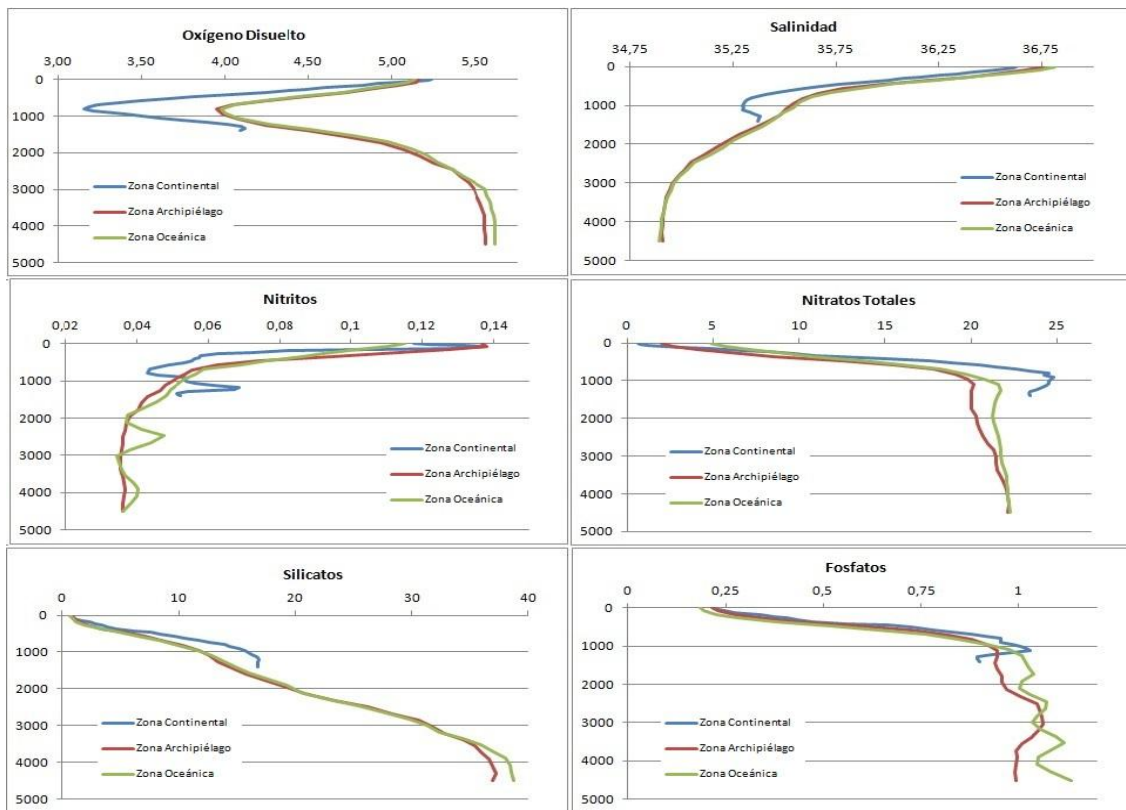 Oxígeno Disuelto
3,00 3,50 4,00 4,50 5,00 5,50
0
1000
2000
3000
4000
5000
Zona Continental
Zona Archipiélago
Zona Oceánica
Salinidad
34,75 35,25 35,75 36,25 36,75
0
1000
2000
3000
4000
5000
Zona Continental
Zona Archipiélago
Zona Oceánica
Nitritos
0,02 0,04 0,06 0,08 0,1 0,12 0,14
0
1000
2000
3000
4000
5000
Zona Continental
Zona Archipiélago
Zona Oceánica
Nitratos Totales
0 5 10 15 20 25
0
1000
2000
3000
4000
5000
Zona Continental
Zona Archipiélago
Zona Oceánica
Silicatos
0 10 20 30 40
0
1000
2000
3000
4000
5000
Zona Continental
Zona Archipiélago
Zona Oceánica
Fosfatos
0 0,25 0,5 0,75 1
0
1000
2000
3000
4000
5000
Zona Continental
Zona Archipiélago
Zona Oceánica